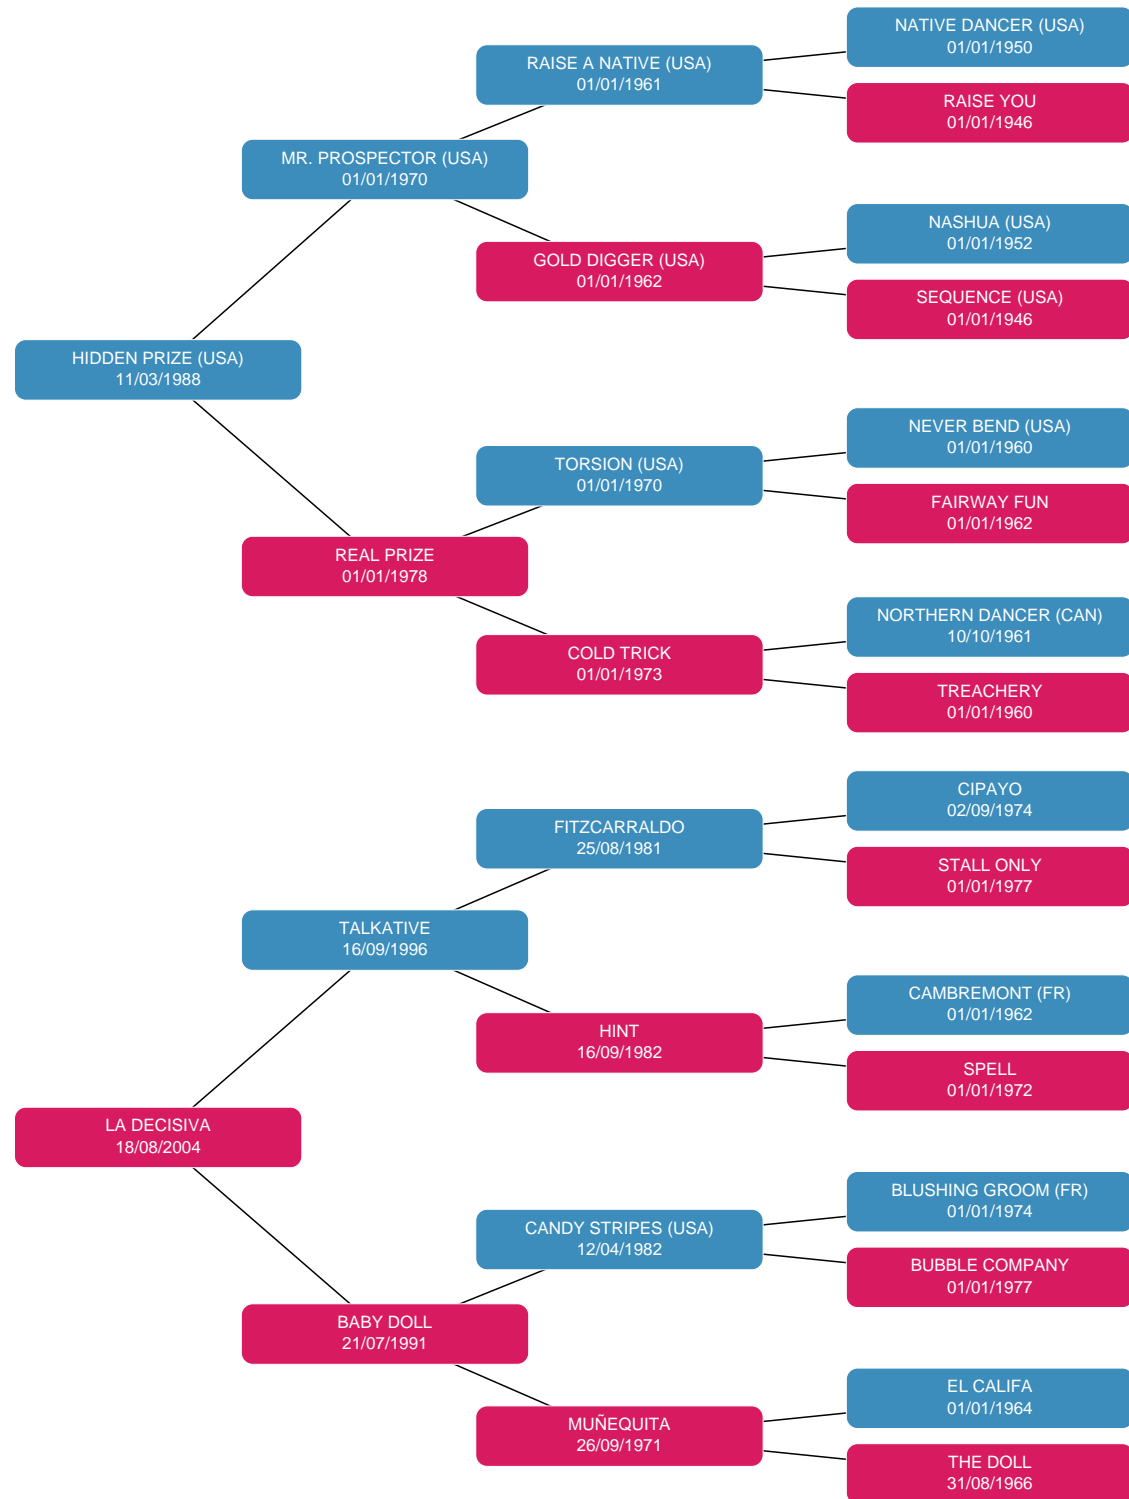 NATIVE DANCER (USA)
01/01/1950
RAISE A NATIVE (USA)
01/01/1961
RAISE YOU
01/01/1946
MR. PROSPECTOR (USA)
01/01/1970
NASHUA (USA)
01/01/1952
GOLD DIGGER (USA)
01/01/1962
SEQUENCE (USA)
01/01/1946
HIDDEN PRIZE (USA)
11/03/1988
NEVER BEND (USA)
01/01/1960
TORSION (USA)
01/01/1970
FAIRWAY FUN
01/01/1962
REAL PRIZE
01/01/1978
NORTHERN DANCER (CAN)
10/10/1961
COLD TRICK
01/01/1973
TREACHERY
01/01/1960
CIPAYO
02/09/1974
FITZCARRALDO
25/08/1981
STALL ONLY
01/01/1977
TALKATIVE
16/09/1996
CAMBREMONT (FR)
01/01/1962
HINT
16/09/1982
SPELL
01/01/1972
LA DECISIVA
18/08/2004
BLUSHING GROOM (FR)
01/01/1974
CANDY STRIPES (USA)
12/04/1982
BUBBLE COMPANY
01/01/1977
BABY DOLL
21/07/1991
EL CALIFA
01/01/1964
MUÑEQUITA
26/09/1971
THE DOLL
31/08/1966